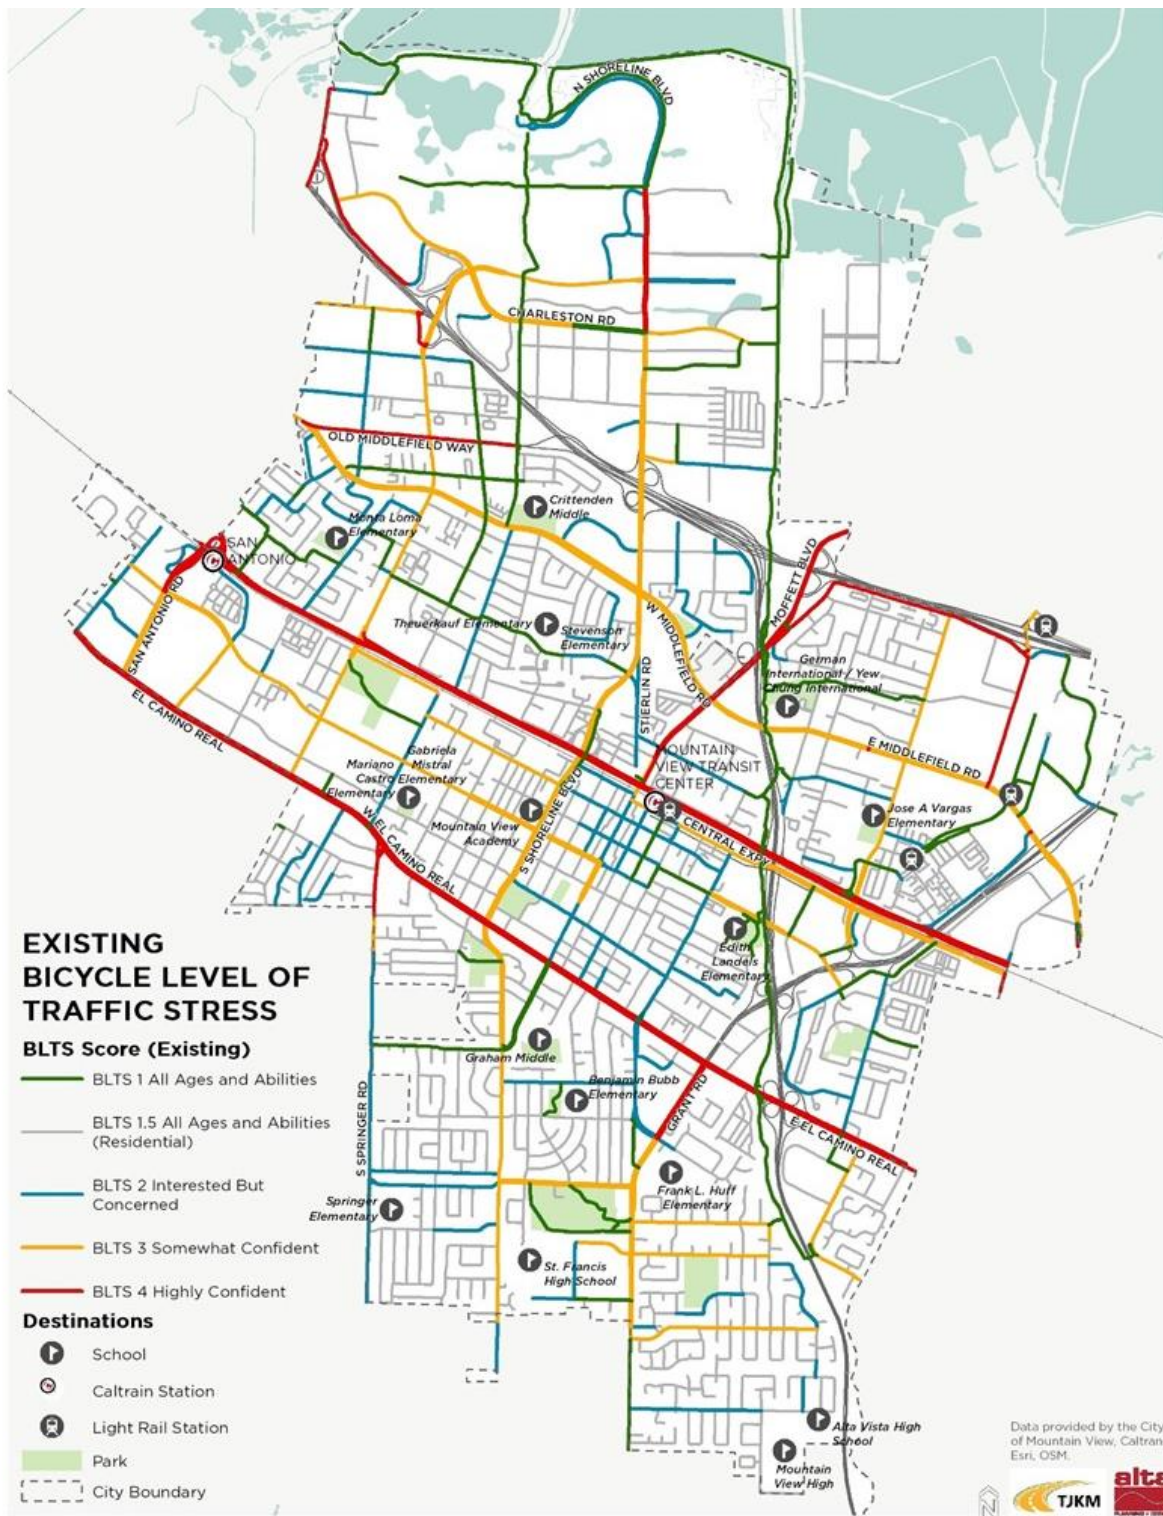 N SHORELINE BLVD
CHARLESTON RD
OLD MIDDLEFIELD WAY
Crittenden
Middle
Monta Loma
Elementary
SAN
ANTONIO
MOFFETT BLVD
SAN ANTONIO RD
Theuerkauf Elementary
Stevenson
Elementary
W MIDDLEFIELD RD
STIERLIN RD
German
International / Yew
Chung International
EL CAMINO REAL
E MIDDLEFIELD RD
MOUNTAIN
VIEW TRANSIT
CENTER
Gabriela
Mistral
Elementary
Mariano
Castro
Elementary
Mountain View
Academy
S SHORELINE BLVD
CENTRAL EXPY
Jose A Vargas
Elementary
W EL CAMINO REAL
Edith
Landels
Elementary
EXISTING
BICYCLE LEVEL OF
TRAFFIC STRESS
BLTS Score (Existing)
BLTS 1 All Ages and Abilities
BLTS 1.5 All Ages and Abilities
(Residential)
BLTS 2 Interested But
Concerned
BLTS 3 Somewhat Confident
BLTS 4 Highly Confident
Destinations
School
Caltrain Station
Light Rail Station
Park
City Boundary
Graham Middle
Benjamin Bubb
Elementary
S SPRINGER RD
GRANT RD
E EL CAMINO REAL
Frank L. Huff
Elementary
Springer
Elementary
St. Francis
High School
Alta Vista High
School
Mountain
View High
Data provided by the City
of Mountain View, Caltran
Esri, OSM.
N
TJKM
alta